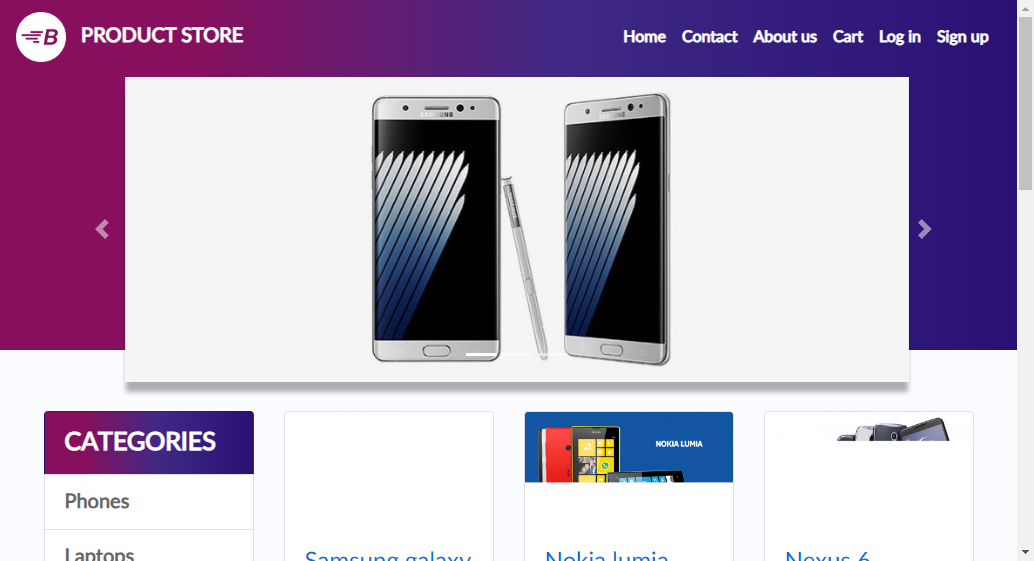 B
PRODUCT STORE
Home
Contact
About us
Cart
Log in
Sign up
SAMSUNG
SAMSUNG
CATEGORIES
Phones
Laptops
NOKIA LUMIA
Samsung galaxy
Nokia lumia
Nexus 6